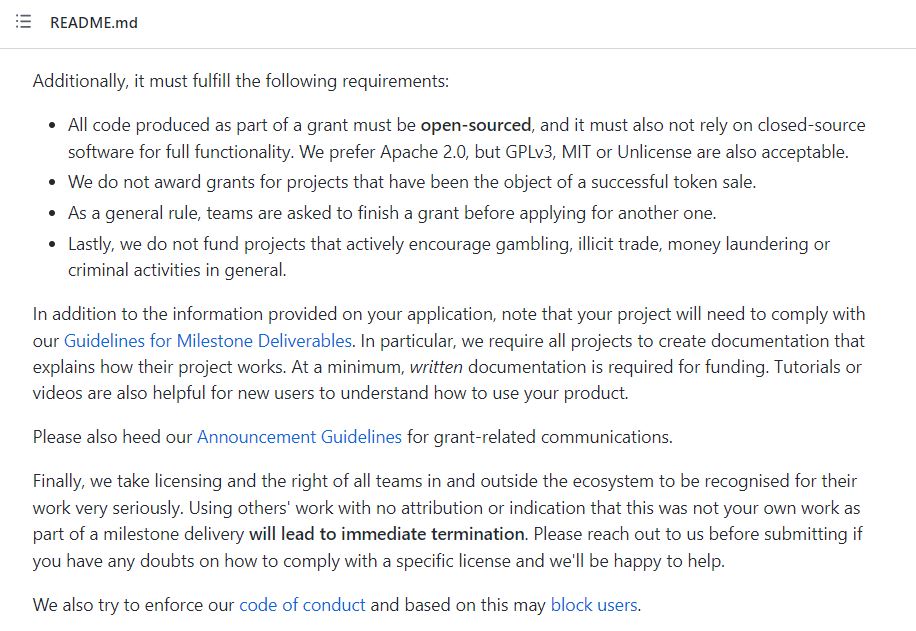 README.md
Additionally, it must fulfill the following requirements:
• All code produced as part of a grant must be open-sourced, and it must also not rely on closed-source
software for full functionality. We prefer Apache 2.0, but GPLv3, MIT or Unlicense are also acceptable.
• We do not award grants for projects that have been the object of a successful token sale.
• As a general rule, teams are asked to finish a grant before applying for another one.
• Lastly, we do not fund projects that actively encourage gambling, illicit trade, money laundering or
criminal activities in general.
In addition to the information provided on your application, note that your project will need to comply with
our Guidelines for Milestone Deliverables. In particular, we require all projects to create documentation that
explains how their project works. At a minimum, written documentation is required for funding. Tutorials or
videos are also helpful for new users to understand how to use your product.
Please also heed our Announcement Guidelines for grant-related communications.
Finally, we take licensing and the right of all teams in and outside the ecosystem to be recognised for their
work very seriously. Using others' work with no attribution or indication that this was not your own work as
part of a milestone delivery will lead to immediate termination. Please reach out to us before submitting if
you have any doubts on how to comply with a specific license and we'll be happy to help.
We also try to enforce our code of conduct and based on this may block users.